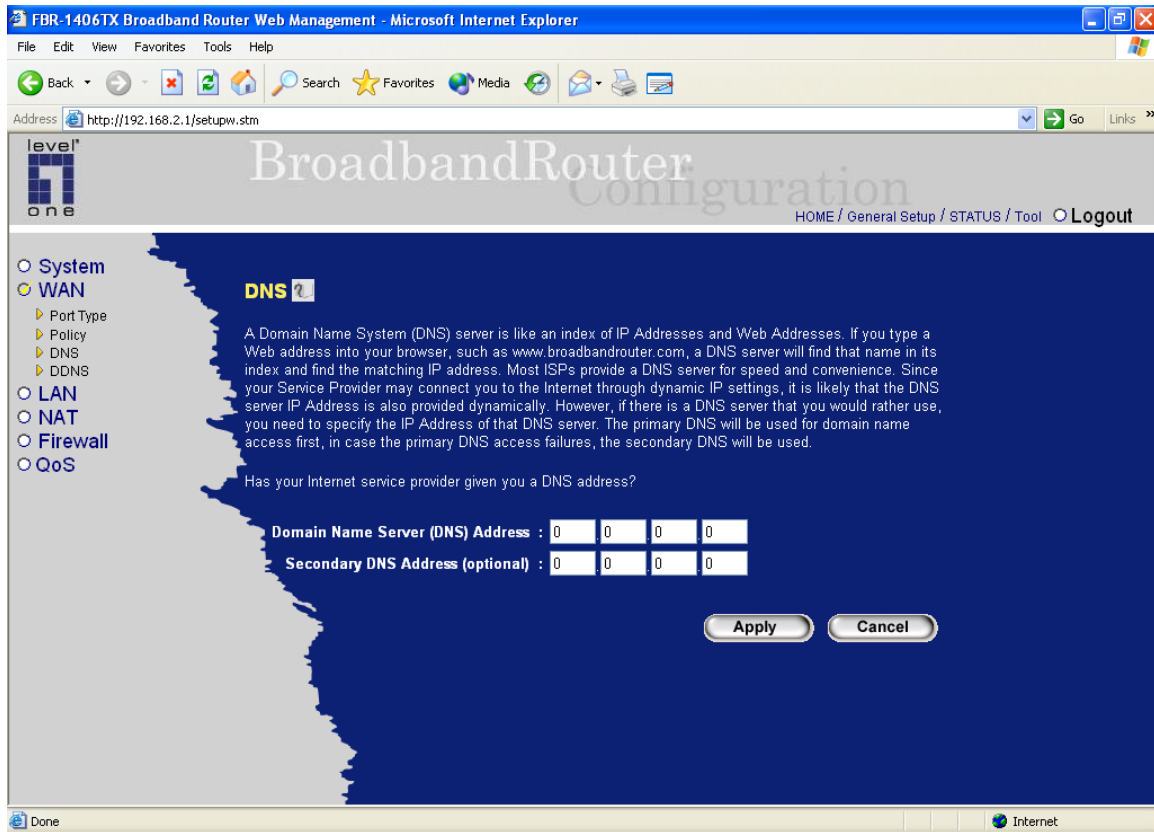 FBR-1406TX Broadband Router Web Management - Microsoft Internet Explorer
File Edit View Favorites Tools Help
Back Search Favorites Media
Address http://192.168.2.1/setupw.stm Go Links »
level one
BroadbandRouter
Configuration
HOME / General Setup / STATUS / Tool Logout
System
WAN
Port Type
Policy
DNS
DDNS
LAN
NAT
Firewall
QoS
DNS
A Domain Name System (DNS) server is like an index of IP Addresses and Web Addresses. If you type a
Web address into your browser, such as www.broadbandrouter.com, a DNS server will find that name in its
index and find the matching IP address. Most ISPs provide a DNS server for speed and convenience. Since
your Service Provider may connect you to the Internet through dynamic IP settings, it is likely that the DNS
server IP Address is also provided dynamically. However, if there is a DNS server that you would rather use,
you need to specify the IP Address of that DNS server. The primary DNS will be used for domain name
access first, in case the primary DNS access failures, the secondary DNS will be used.
Has your Internet service provider given you a DNS address?
Domain Name Server (DNS) Address : 0 . 0 . 0 . 0
Secondary DNS Address (optional) : 0 . 0 . 0 . 0
Apply Cancel
Done Internet